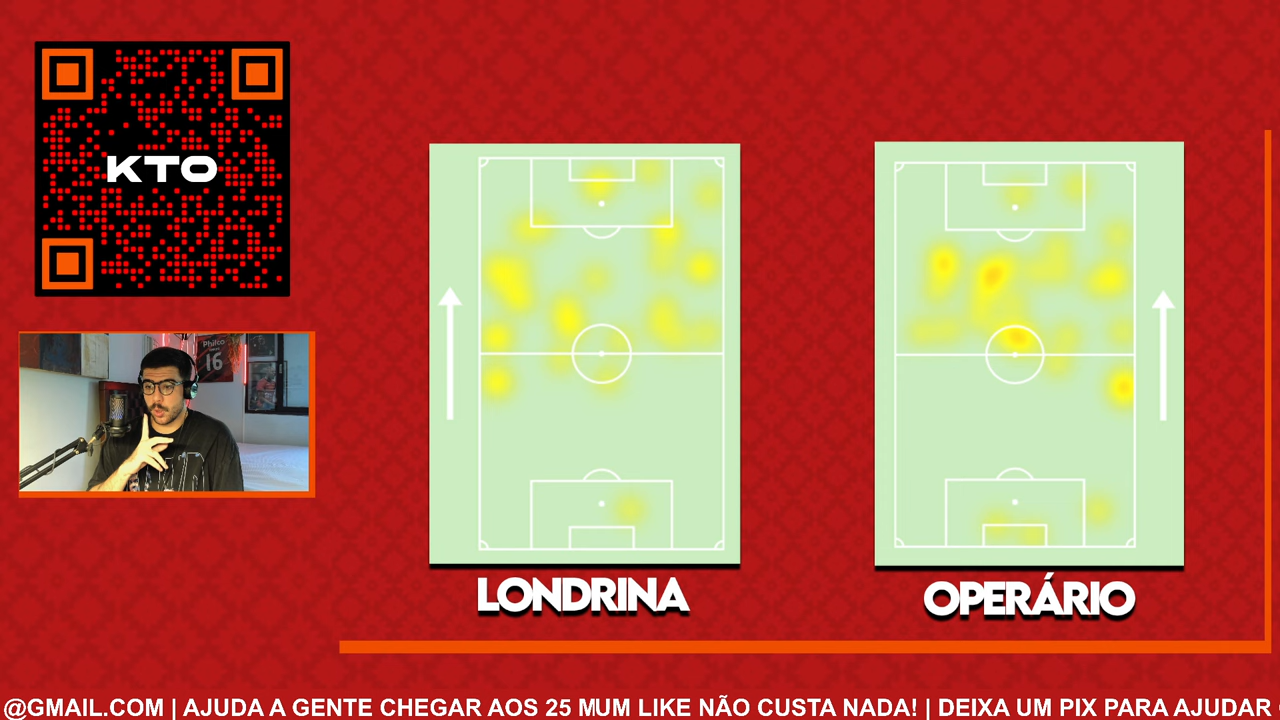 KTO
Philco
16
LONDRINA
OPERÁRIO
@GMAIL.COM | AJUDA A GENTE CHEGAR AOS 25 MUM LIKE NÃO CUSTA NADA! | DEIXA UM PIX PARA AJUDAR